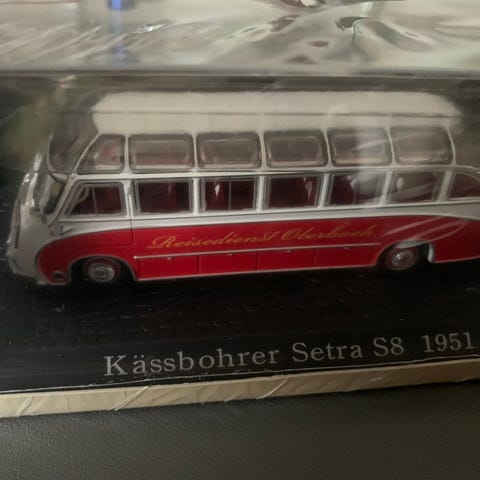 Reisedienst Oberbach
Kässbohrer Setra S8 1951